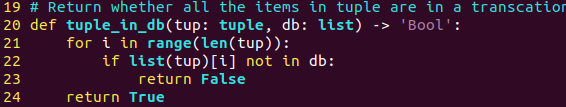 19 # Return whether all the items in tuple are in a transcation
20 def tuple_in_db(tup: tuple, db: list) -> 'Bool':
21     for i in range(len(tup)):
22         if list(tup)[i] not in db:
23             return False
24     return True